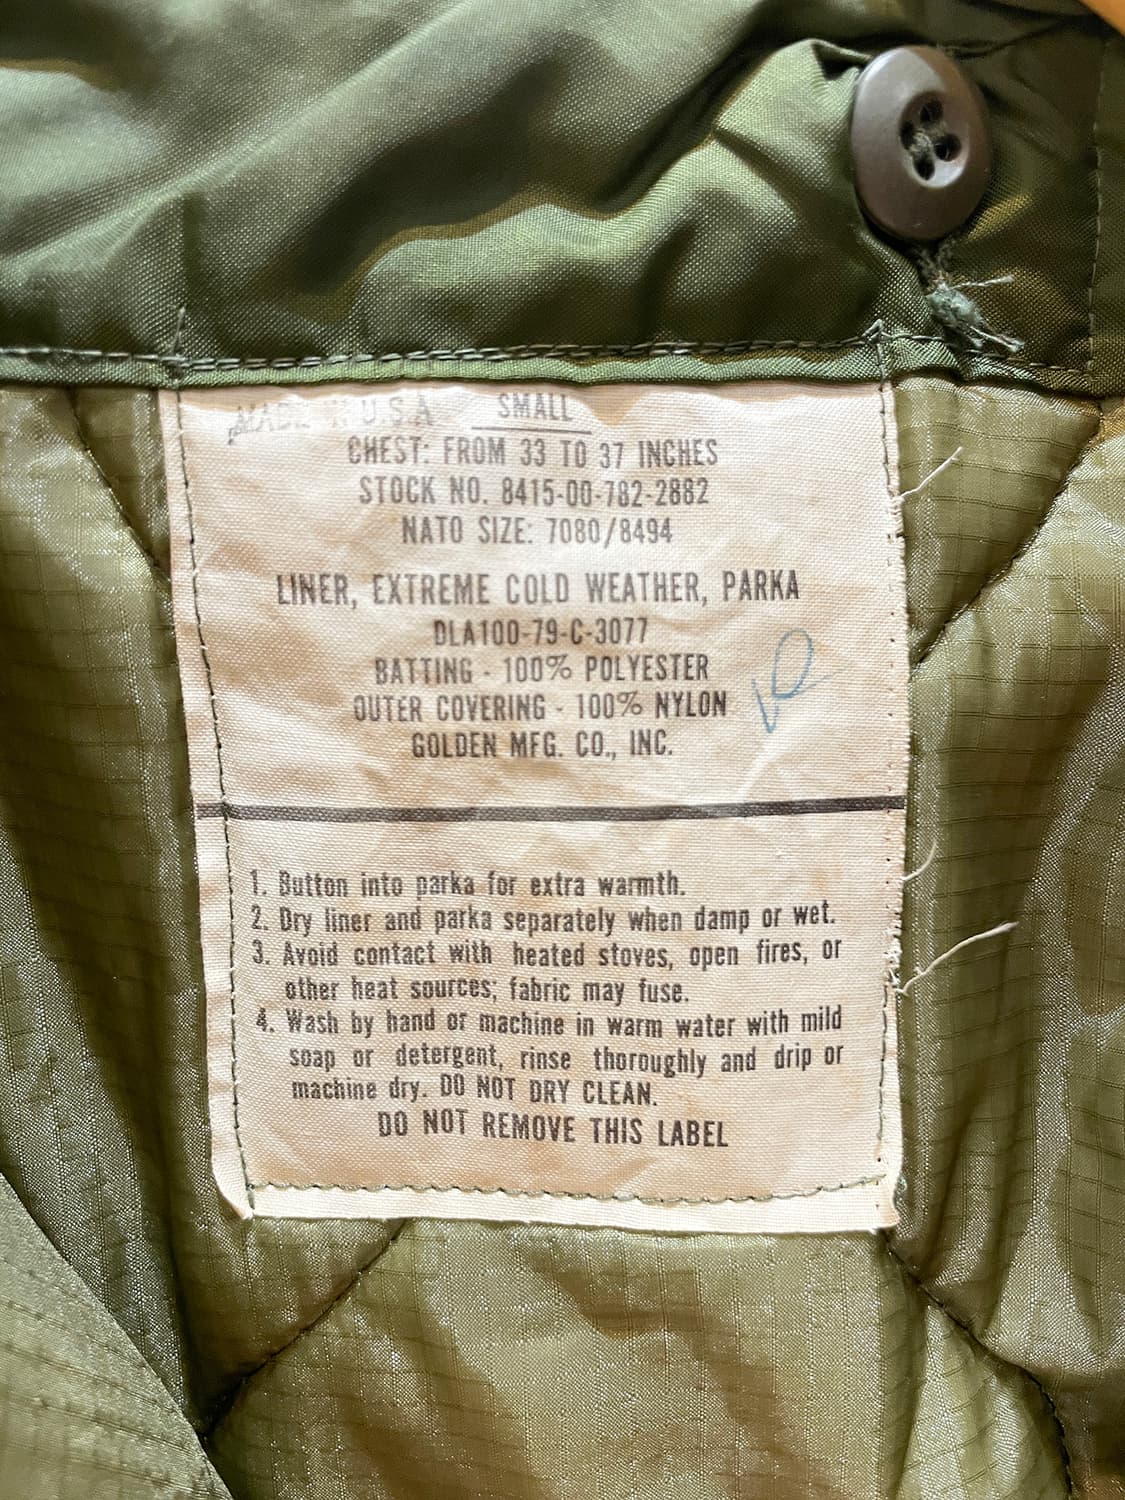 MADE IN U.S.A SMALL
CHEST: FROM 33 TO 37 INCHES
STOCK NO. 8415-00-782-2882
NATO SIZE: 7080/8494
LINER, EXTREME COLD WEATHER, PARKA
DLA100-79-C-3077
BATTING - 100% POLYESTER
OUTER COVERING - 100% NYLON
GOLDEN MFG. CO., INC.
1. Button into parka for extra warmth.
2. Dry liner and parka separately when damp or wet.
3. Avoid contact with heated stoves, open fires, or
other heat sources; fabric may fuse.
4. Wash by hand or machine in warm water with mild
soap or detergent, rinse thoroughly and drip or
machine dry. DO NOT DRY CLEAN.
DO NOT REMOVE THIS LABEL